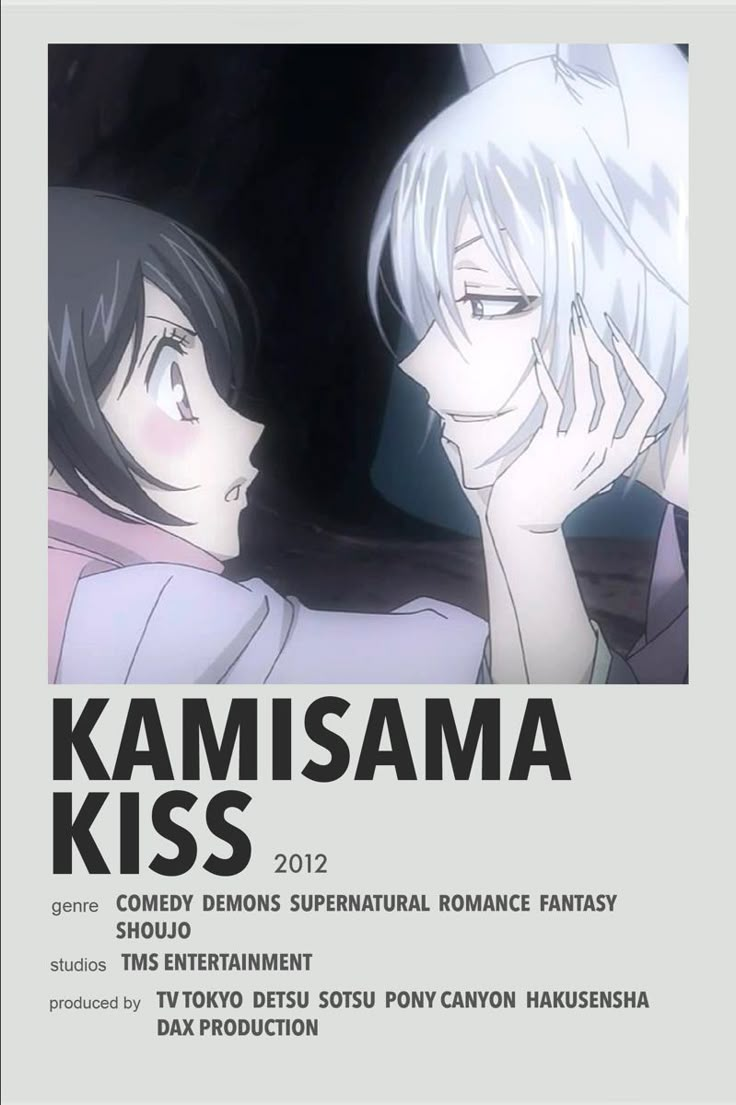 KAMISAMA
KISS 2012
genre COMEDY DEMONS SUPERNATURAL ROMANCE FANTASY
SHOUJO
studios TMS ENTERTAINMENT
produced by TV TOKYO DETSU SOTSU PONY CANYON HAKUSENSHA
DAX PRODUCTION